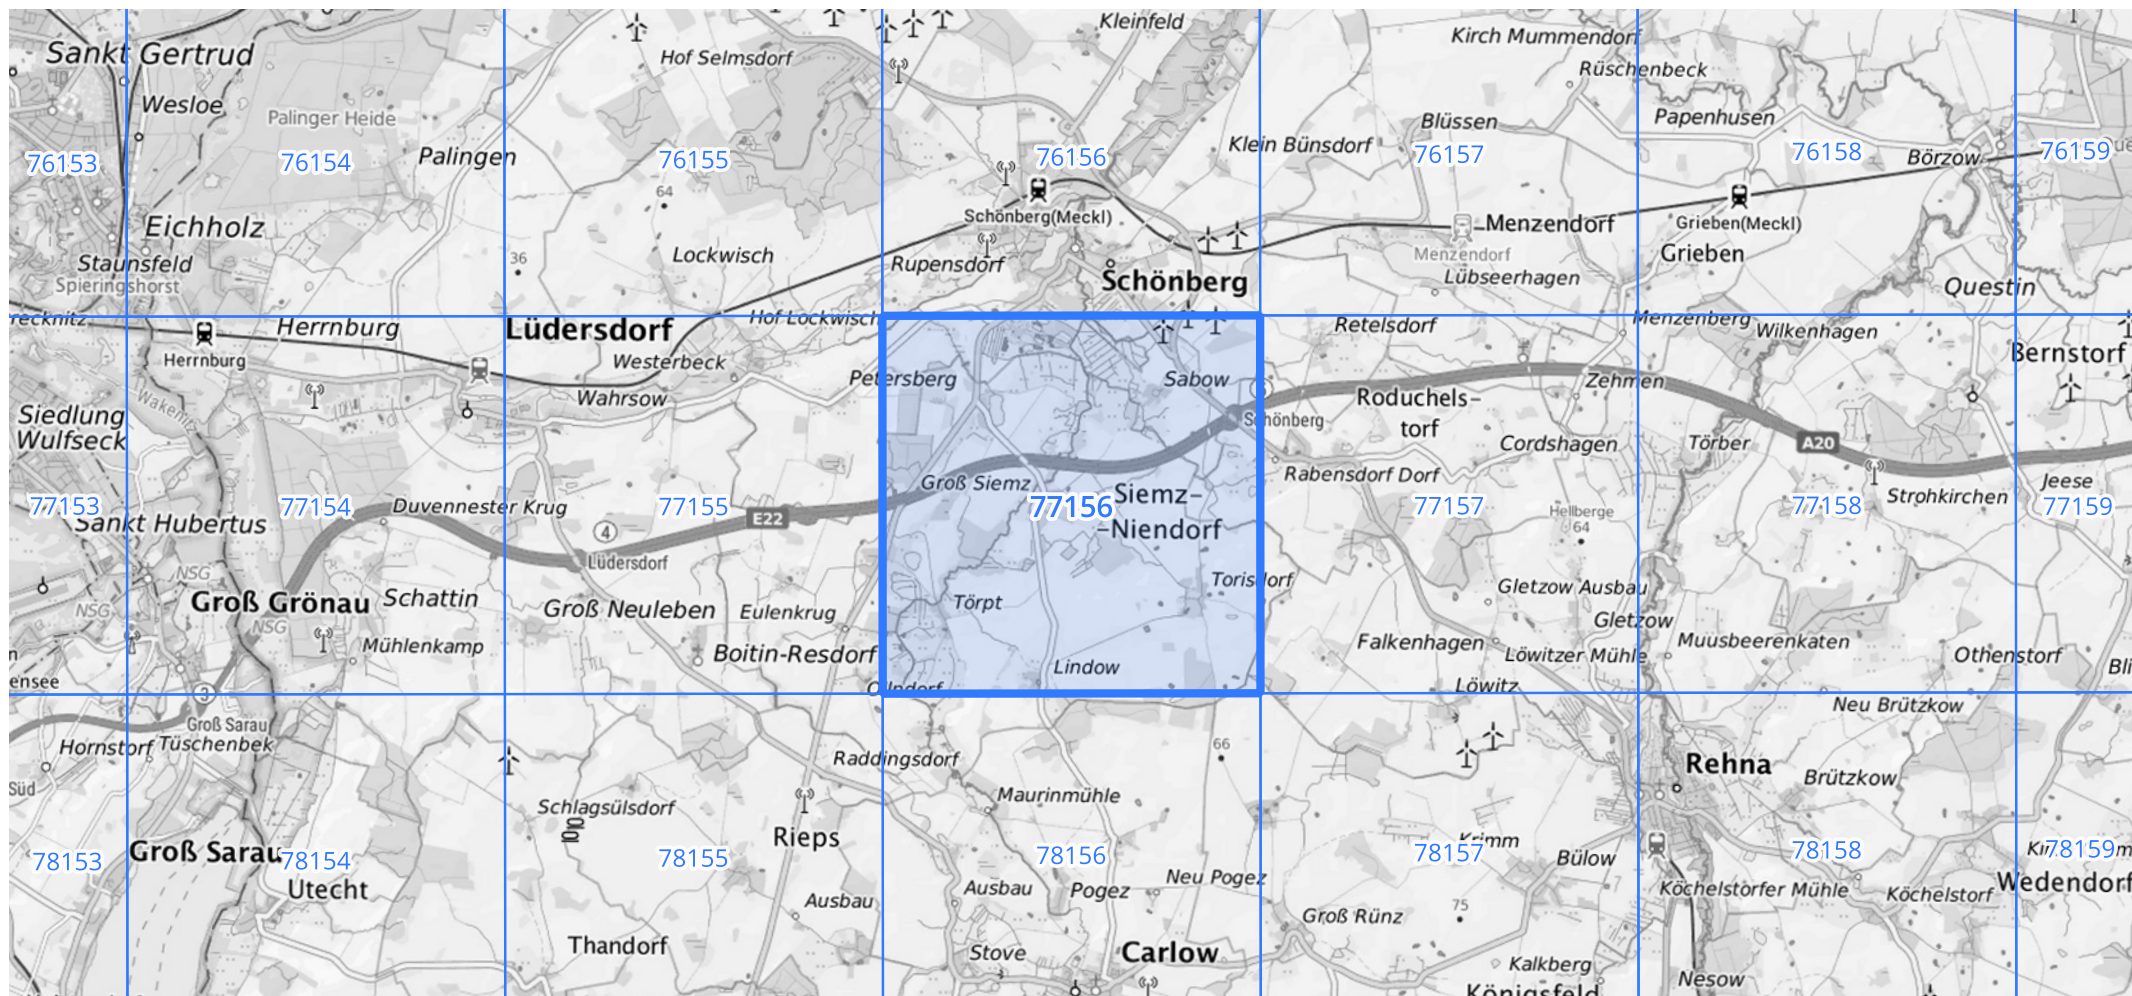 Kleinfeld
Kirch Mummendorf
Sankt Gertrud
Hof Selmsdorf
Rüschenbeck
Wesloe
Palinger Heide
Papenhusen
Blüssen
Klein Bünsdorf
Palingen
Börzow
76153
76154
76155
76156
76157
76158
76159
64
Schönberg(Meckl)
Eichholz
Menzendorf
Grieben(Meckl)
Menzendorf
Grieben
Staunsfeld
Spieringshorst
36
Lockwisch
Rupensdorf
Schönberg
Lübseerhagen
Questin
Herrnburg
Lüdersdorf
Hof Lockwisch
Retelsdorf
Menzenberg
Wilkenhagen
Herrnburg
Westerbeck
Bernstorf
Petersberg
Sabow
Zehmen
Wahrsow
Wakenitz
Roduchels-
torf
Siedlung
Wulfseck
Schönberg
Cordshagen
Törber
A20
Rabensdorf Dorf
Groß Siemz
Siemz-
-Niendorf
Jeese
Strohkirchen
77153
77154
77155
77156
77157
77158
77159
Duvennester Krug
E22
Hellberge
64
Sankt Hubertus
4
Lüdersdorf
NSG
Torisdorf
Gletzow Ausbau
Groß Grönau
Schattin
Groß Neuleben
Eulenkrug
Törpt
NSG
NSG
Gletzow
Mühlenkamp
Boitin-Resdorf
Falkenhagen
Löwitzer Mühle
Muusbeerenkaten
Othenstorf
Lindow
Löwitz
3
Groß Sarau
Neu Brützkow
Hornstorf
Tüschenbek
66
Raddingsdorf
Rehna
Brützkow
Süd
Schlagsülsdorf
Maurinmühle
Rieps
Krimm
Bülow
78153
Groß Sarau
78154
78155
78156
78157
78158
78159
Utecht
Ausbau
Ausbau
Pogez
Neu Pogez
Köchelstorfer Mühle
Köchelstorf
Wedendorf
75
Groß Rünz
Thandorf
Stove
Carlow
Kalkberg
Nesow
Königsfeld